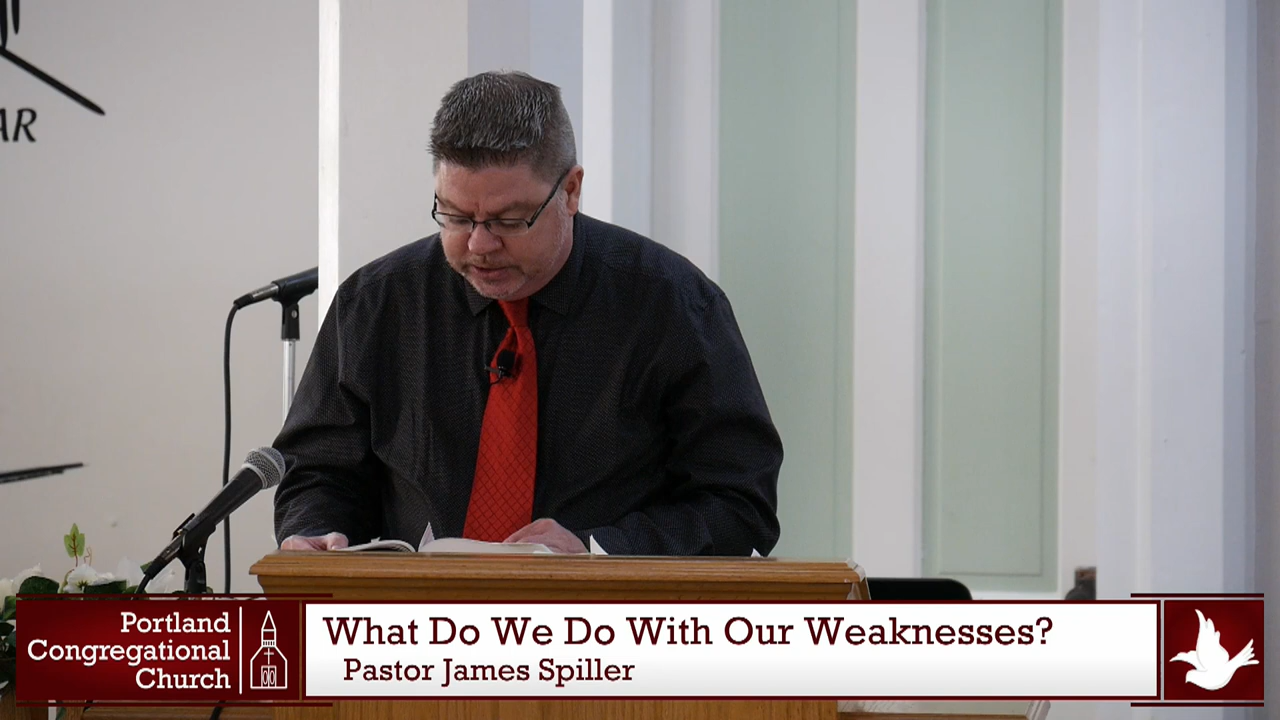 AR
Portland
Congregational
Church
What Do We Do With Our Weaknesses?
Pastor James Spiller